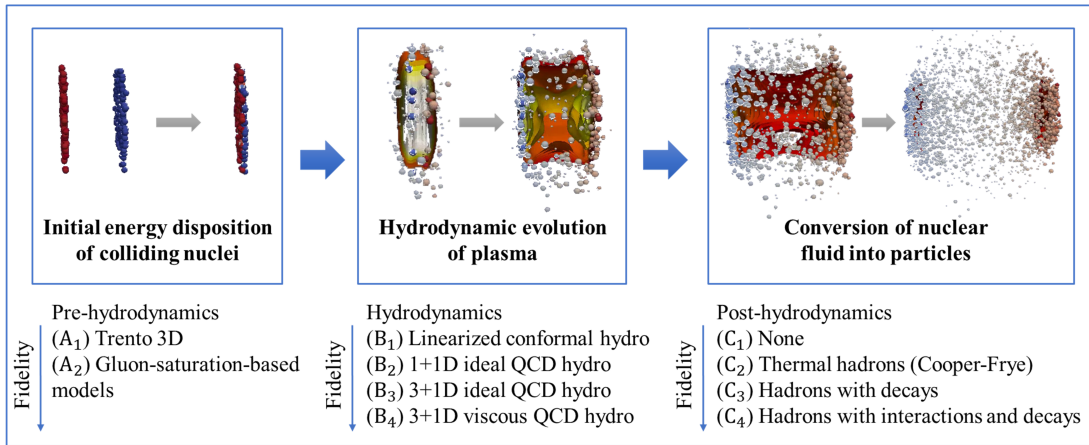 Initial energy disposition
of colliding nuclei
Hydrodynamic evolution
of plasma
Conversion of nuclear
fluid into particles
Fidelity
Pre-hydrodynamics
(A₁) Trento 3D
(A₂) Gluon-saturation-based
models
Fidelity
Hydrodynamics
(B₁) Linearized conformal hydro
(B₂) 1+1D ideal QCD hydro
(B₃) 3+1D ideal QCD hydro
(B₄) 3+1D viscous QCD hydro
Fidelity
Post-hydrodynamics
(C₁) None
(C₂) Thermal hadrons (Cooper-Frye)
(C₃) Hadrons with decays
(C₄) Hadrons with interactions and decays